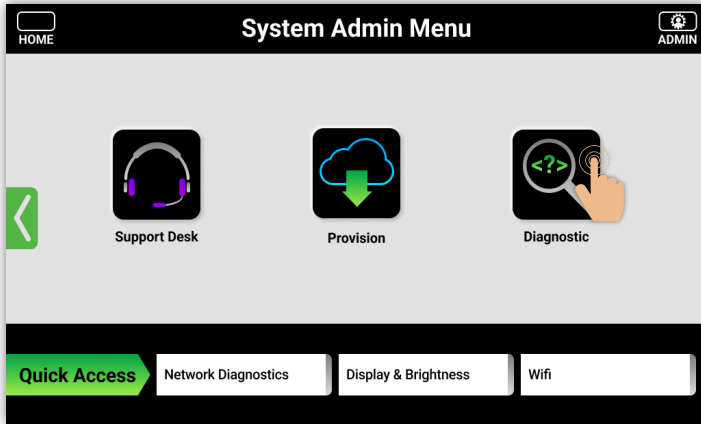 HOME
System Admin Menu
ADMIN
<?>
Support Desk
Provision
Diagnostic
Quick Access
Network Diagnostics
Display & Brightness
Wifi